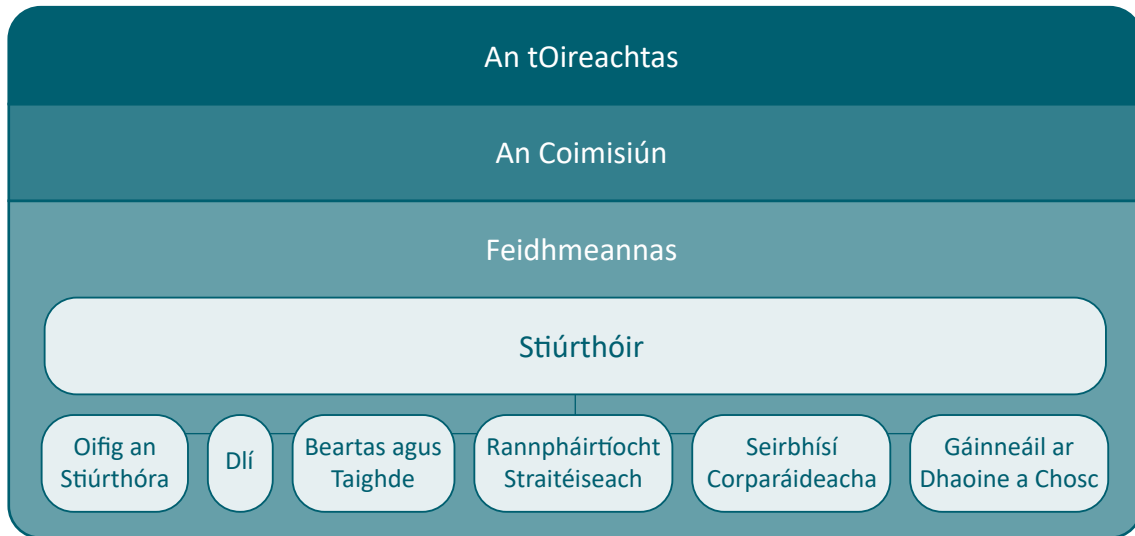 An tOireachtas
An Coimisiún
Feidhmeannas
Stiúrthóir
Oifig an
Stiúrthóra
Dlí
Beartas agus
Taighde
Rannpháirtíocht
Straitéiseach
Seirbhísí
Corparáideacha
Gáinneáil ar
Dhaoine a Chosc